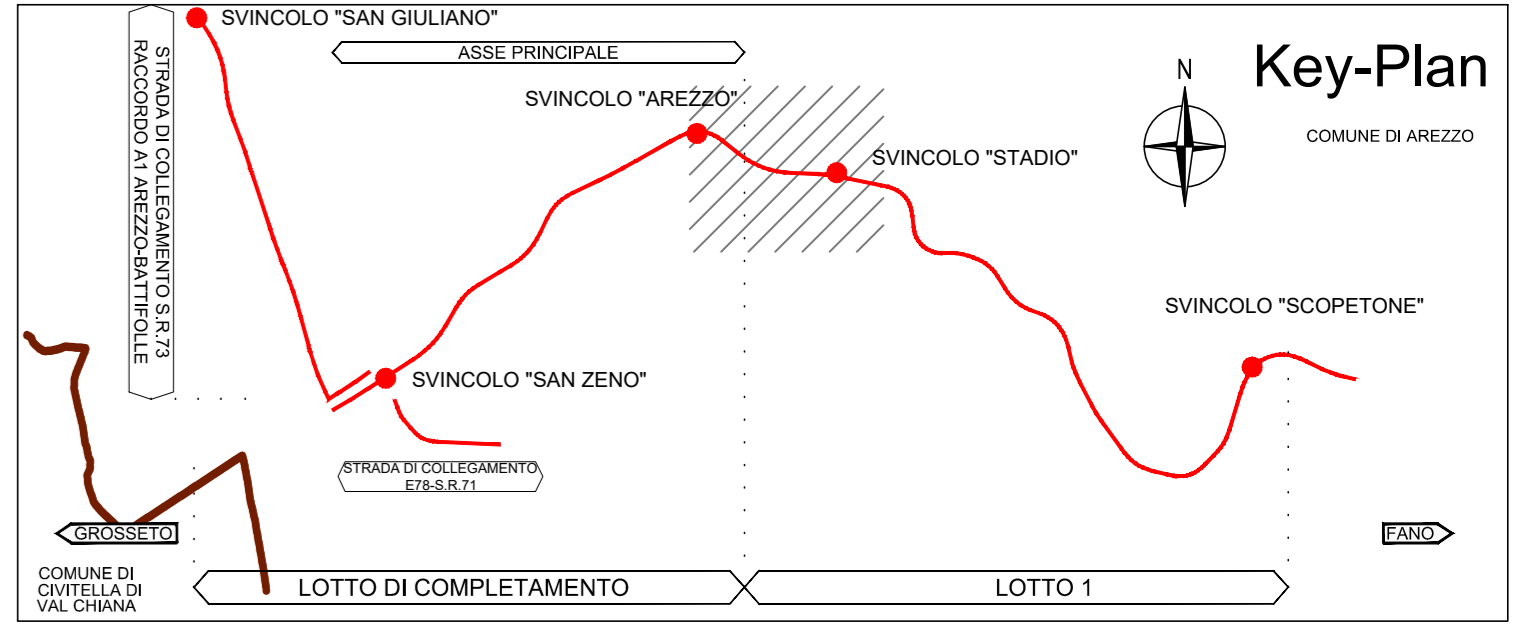 SVINCOLO "SAN GIULIANO"
STRADA DI COLLEGAMENTO S.R.73
RACCORDO A1 AREZZO-BATTIFOLLE
ASSE PRINCIPALE
Key-Plan
N
COMUNE DI AREZZO
SVINCOLO "AREZZO"
SVINCOLO "STADIO"
SVINCOLO "SCOPETONE"
SVINCOLO "SAN ZENO"
STRADA DI COLLEGAMENTO
E78-S.R.71
GROSSETO
FANO
COMUNE DI
CIVITELLA DI
VAL CHIANA
LOTTO DI COMPLETAMENTO
LOTTO 1